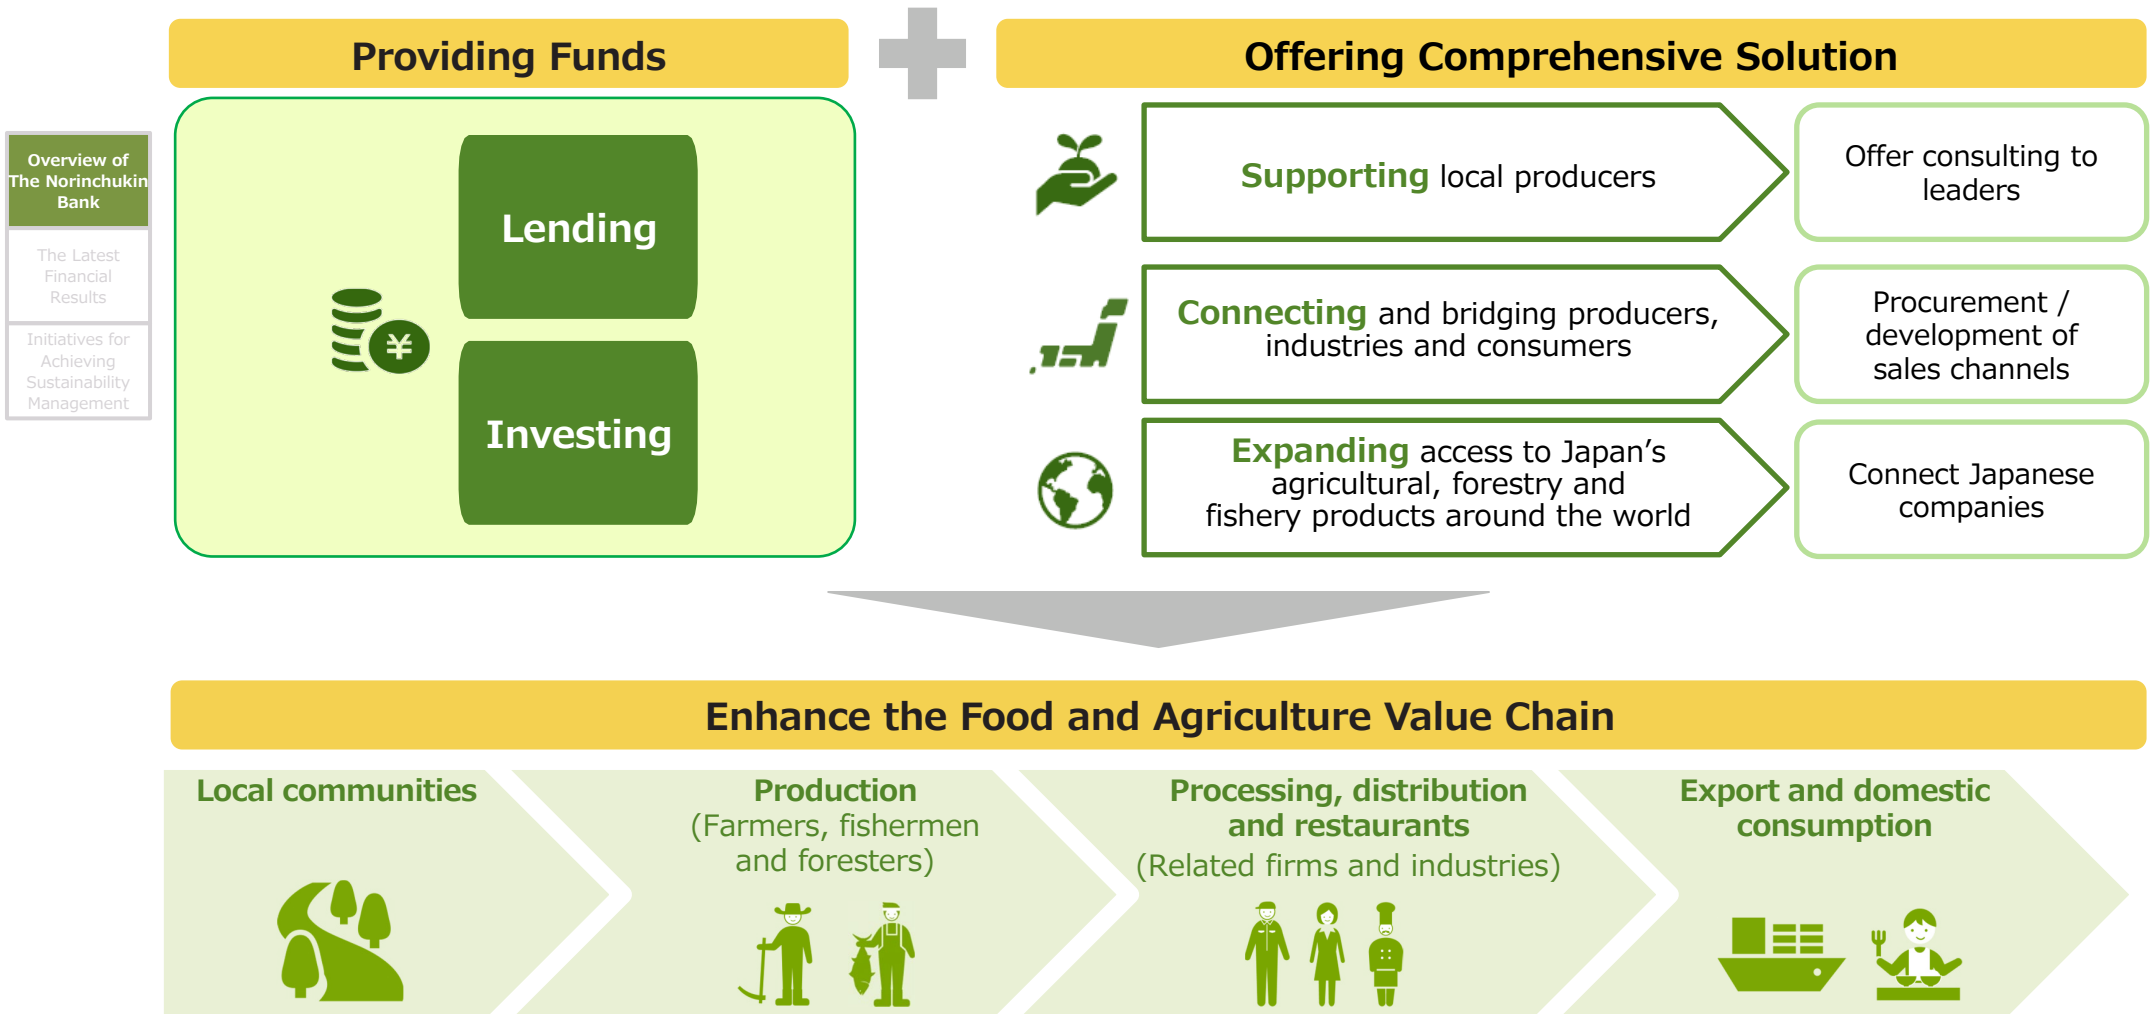 Providing Funds
Offering Comprehensive Solution
Overview of
The Norinchukin
Bank
The Latest
Financial
Results
Initiatives for
Achieving
Sustainability
Management
Lending
¥
Investing
Supporting local producers
Offer consulting to
leaders
Connecting and bridging producers,
industries and consumers
Procurement /
development of
sales channels
Expanding access to Japan’s
agricultural, forestry and
fishery products around the world
Connect Japanese
companies
Enhance the Food and Agriculture Value Chain
Local communities
Production
(Farmers, fishermen
and foresters)
Processing, distribution
and restaurants
(Related firms and industries)
Export and domestic
consumption